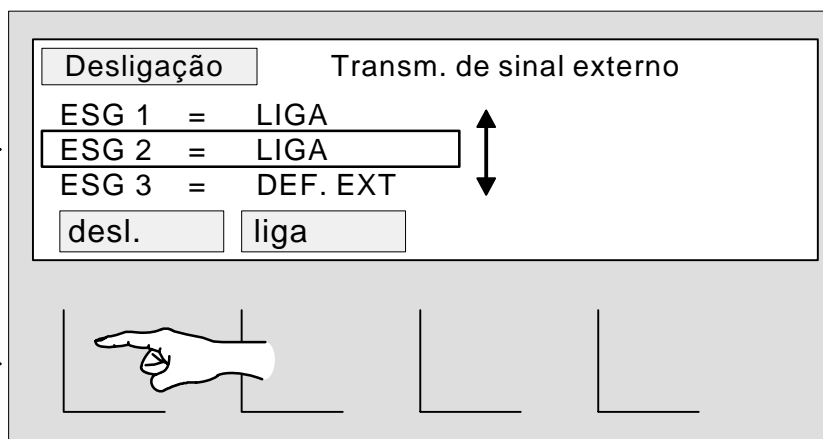 Desligação Transm. de sinal externo
ESG 1 = LIGA
ESG 2 = LIGA
ESG 3 = DEF. EXT
desl. liga